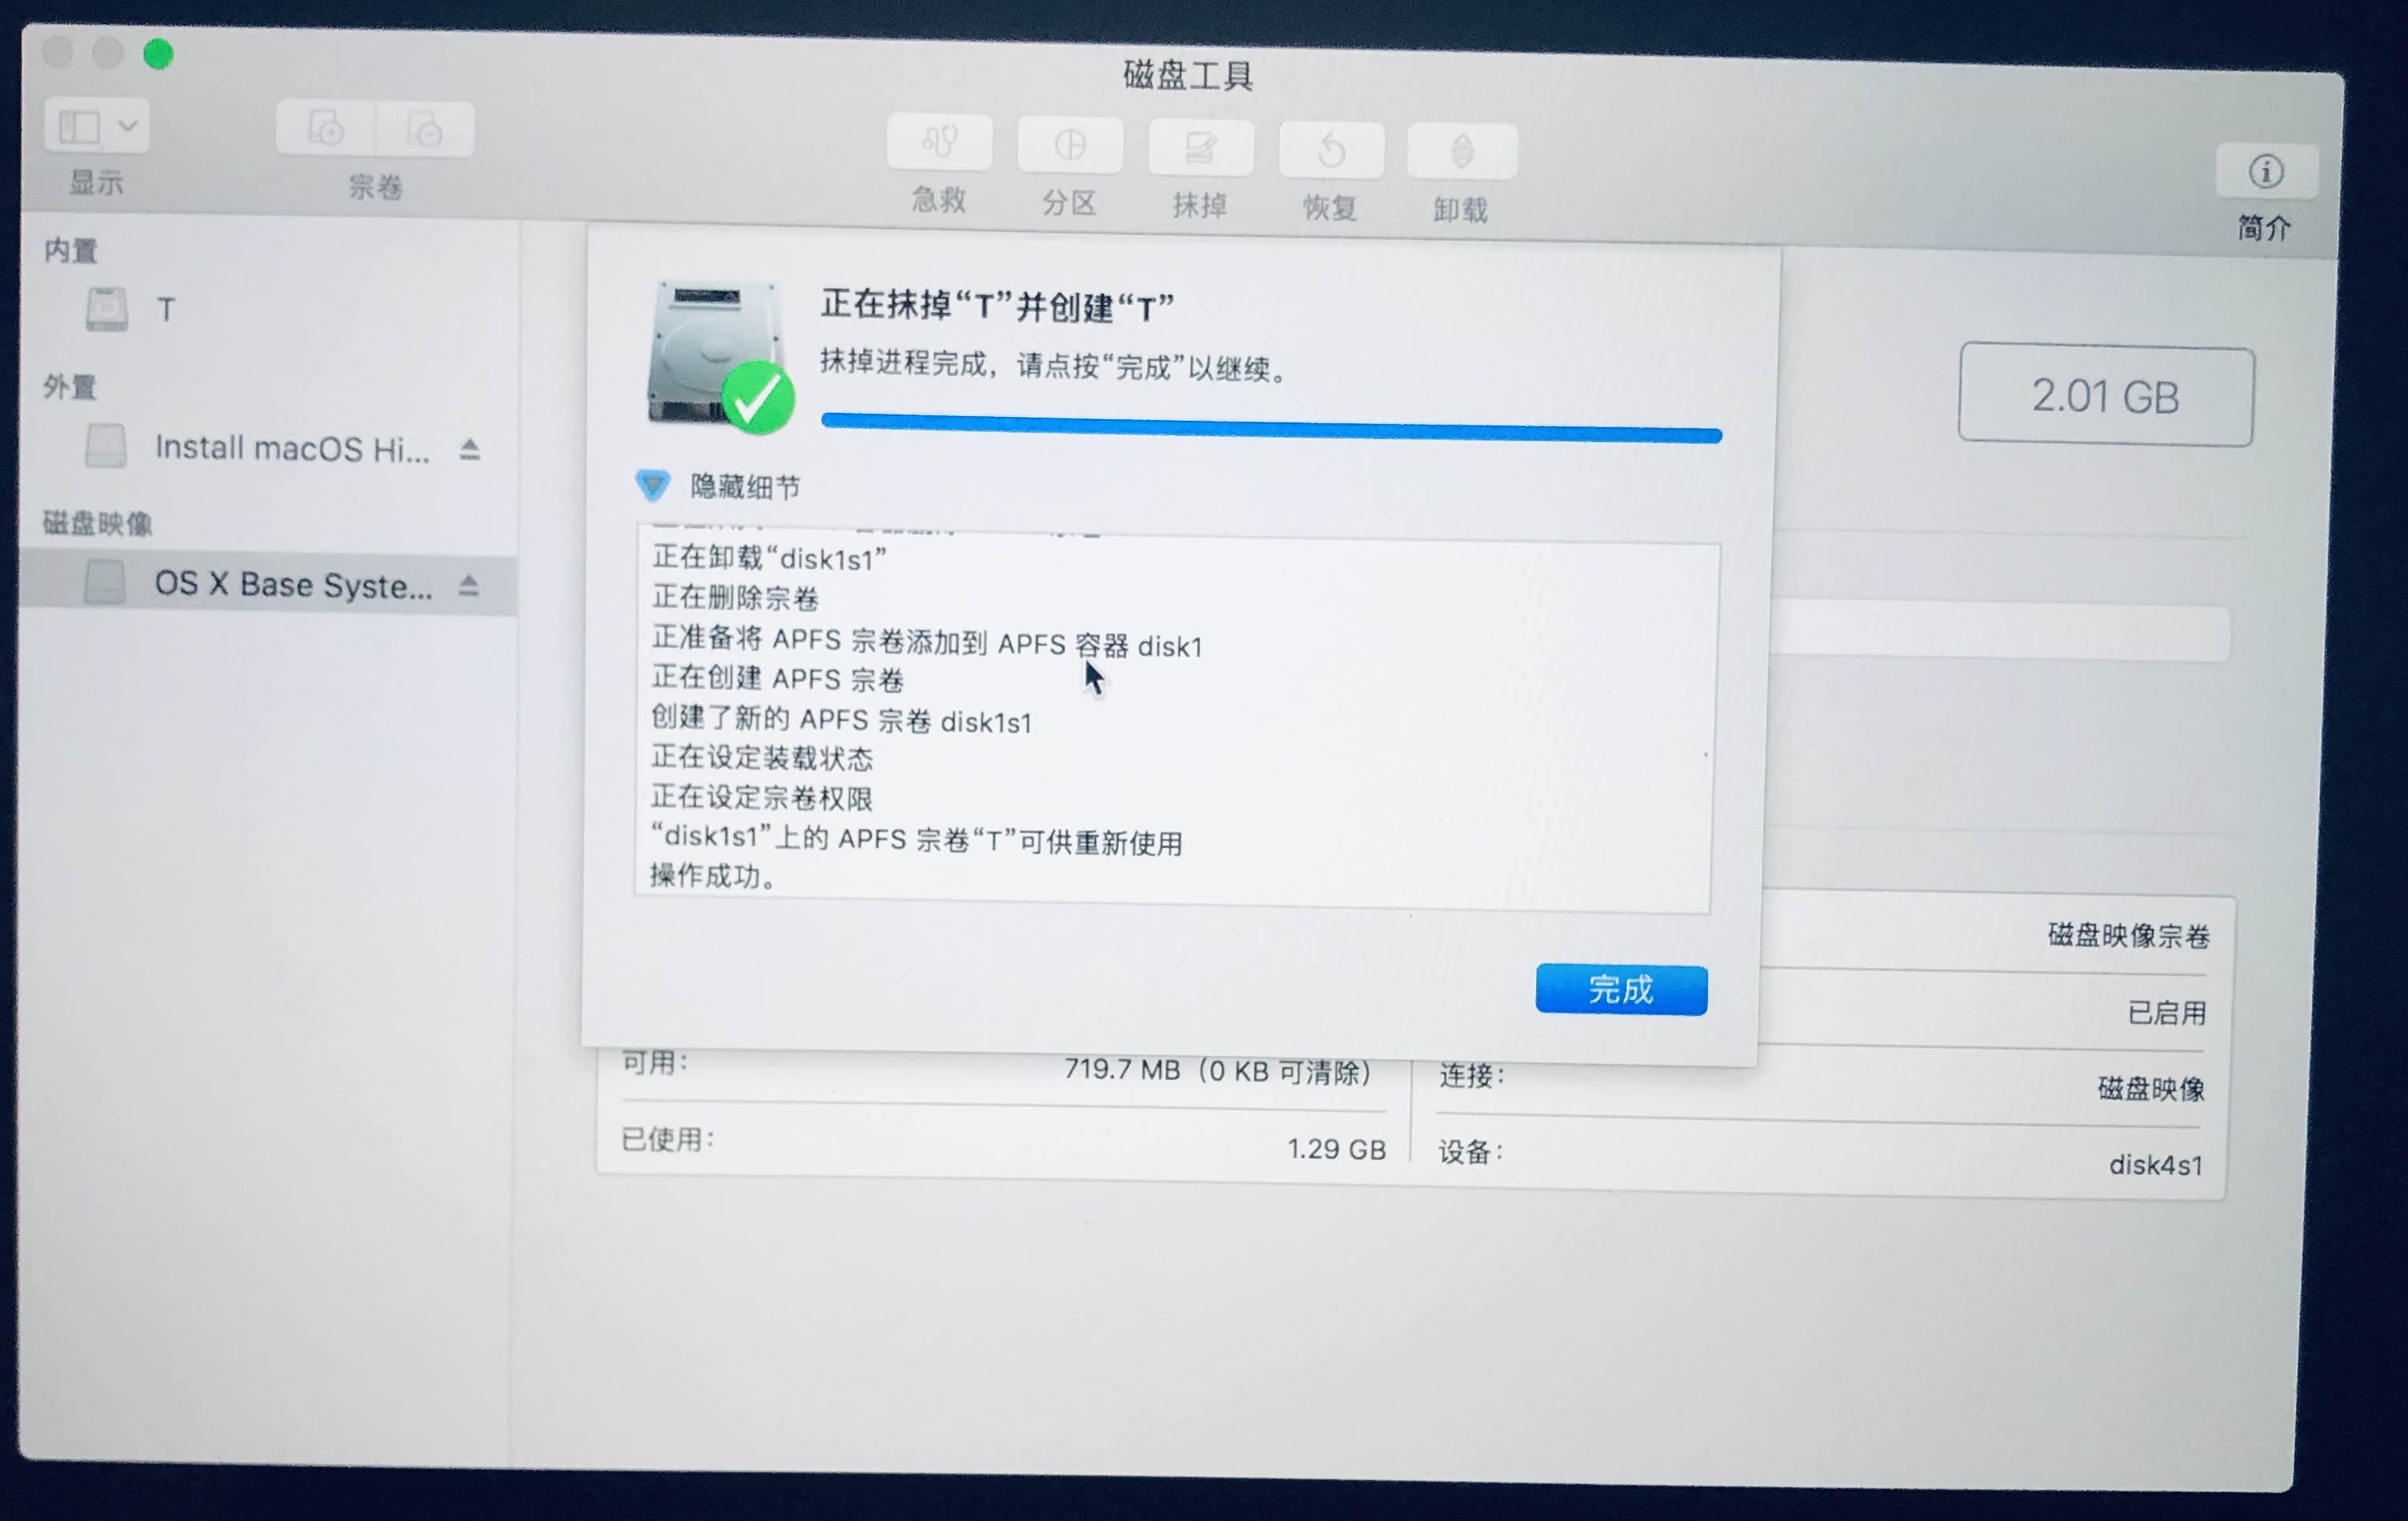 磁盘工具
显示
宗卷
急救
分区
抹掉
恢复
卸载
简介
内置
T
外置
Install macOS Hi...
磁盘映像
OS X Base Syste...
正在抹掉“T”并创建“T”
抹掉进程完成，请点按“完成”以继续。
2.01 GB
隐藏细节
正在卸载“disk1s1”
正在删除宗卷
正准备将 APFS 宗卷添加到 APFS 容器 disk1
正在创建 APFS 宗卷
创建了新的 APFS 宗卷 disk1s1
正在设定装载状态
正在设定宗卷权限
“disk1s1”上的 APFS 宗卷“T”可供重新使用
操作成功。
完成
磁盘映像宗卷
已启用
可用： 719.7 MB（0 KB 可清除）
连接： 磁盘映像
已使用： 1.29 GB
设备： disk4s1